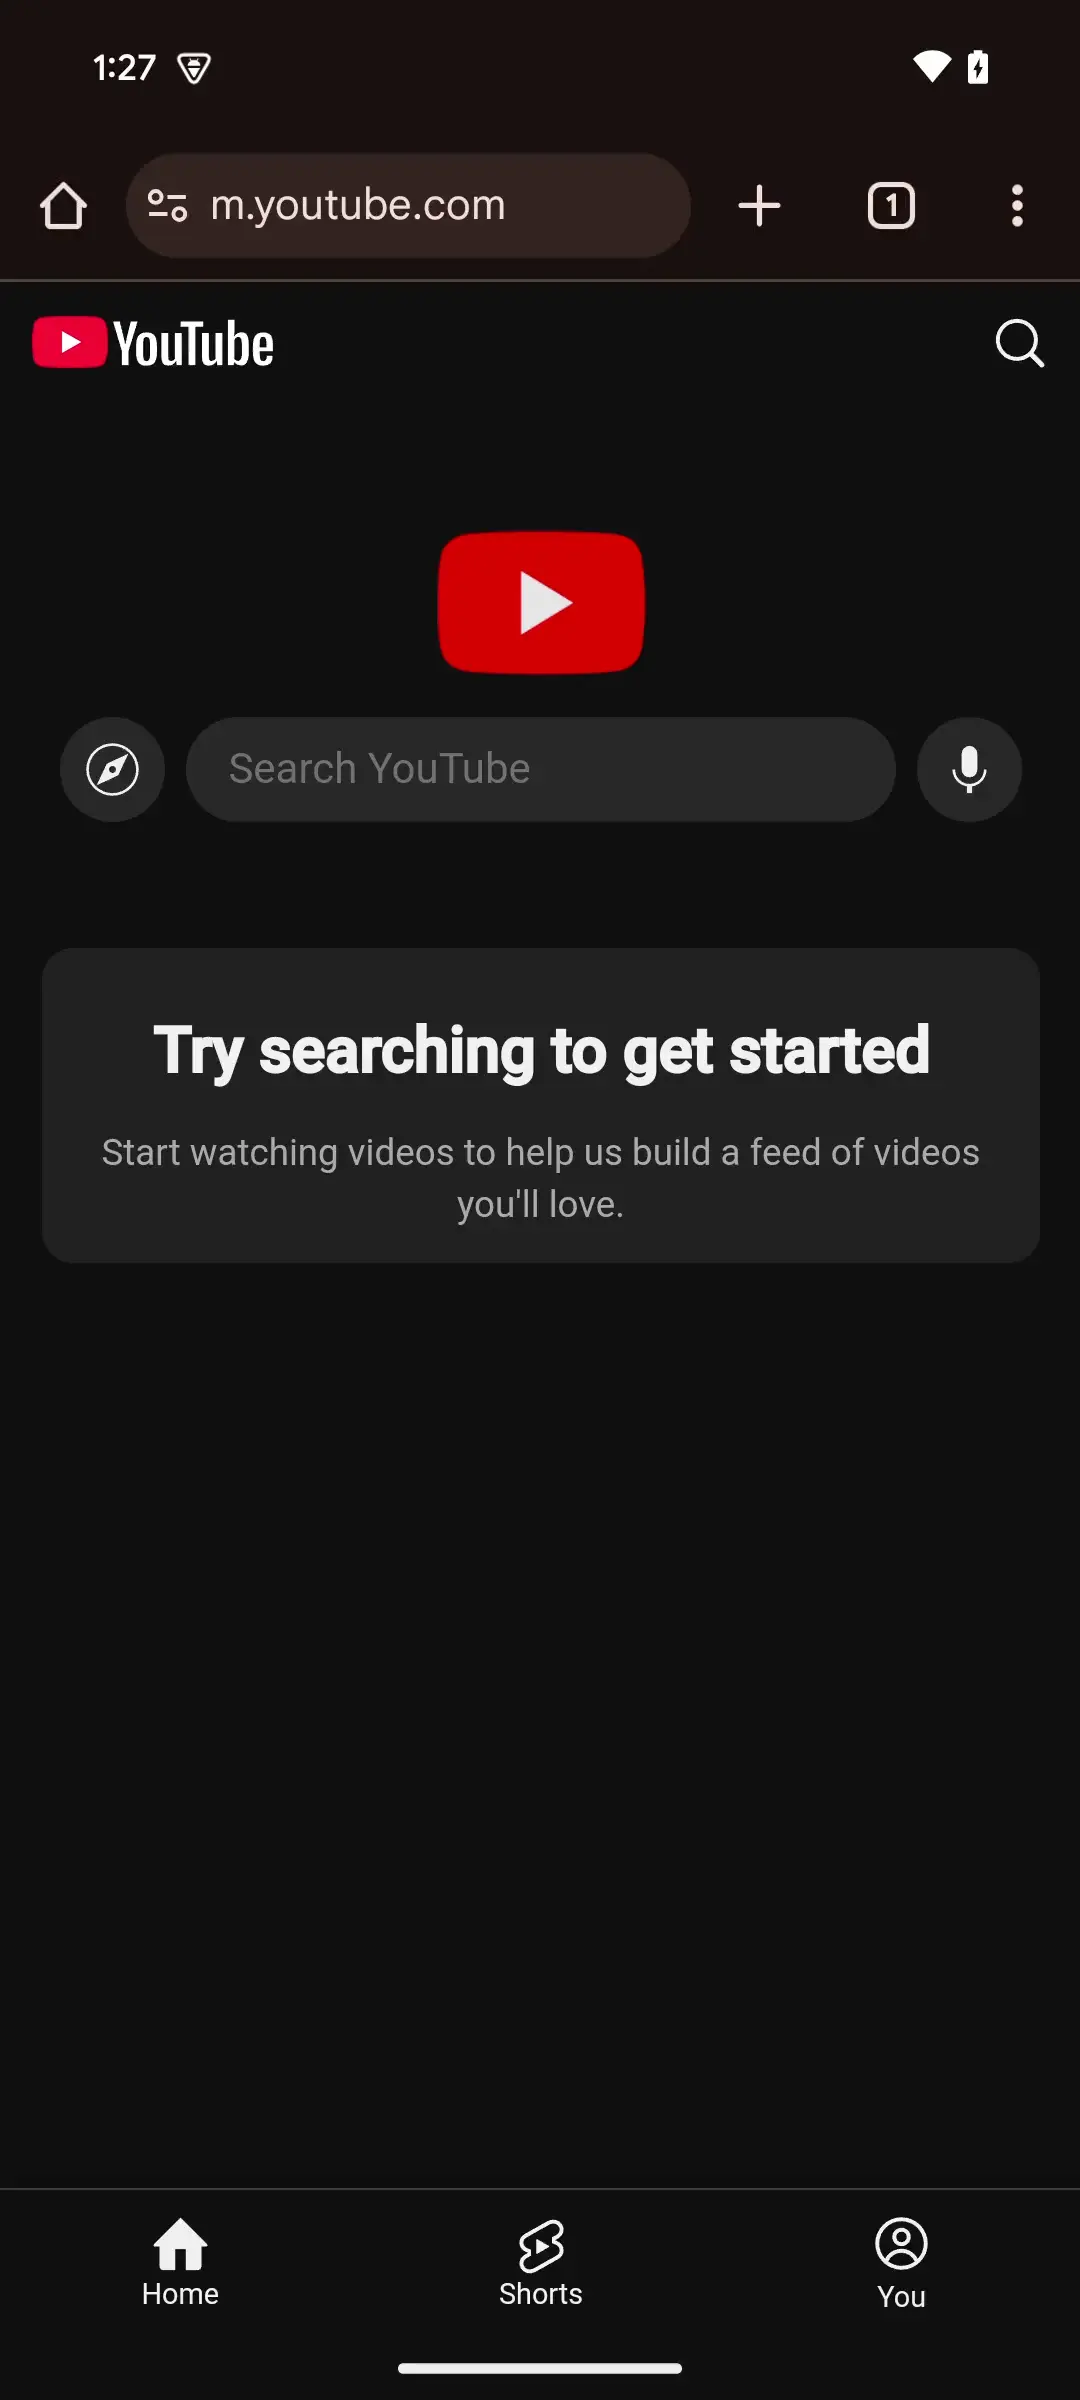 1:27
m.youtube.com
1
YouTube
Search YouTube
Try searching to get started
Start watching videos to help us build a feed of videos
you'll love.
Home
Shorts
You